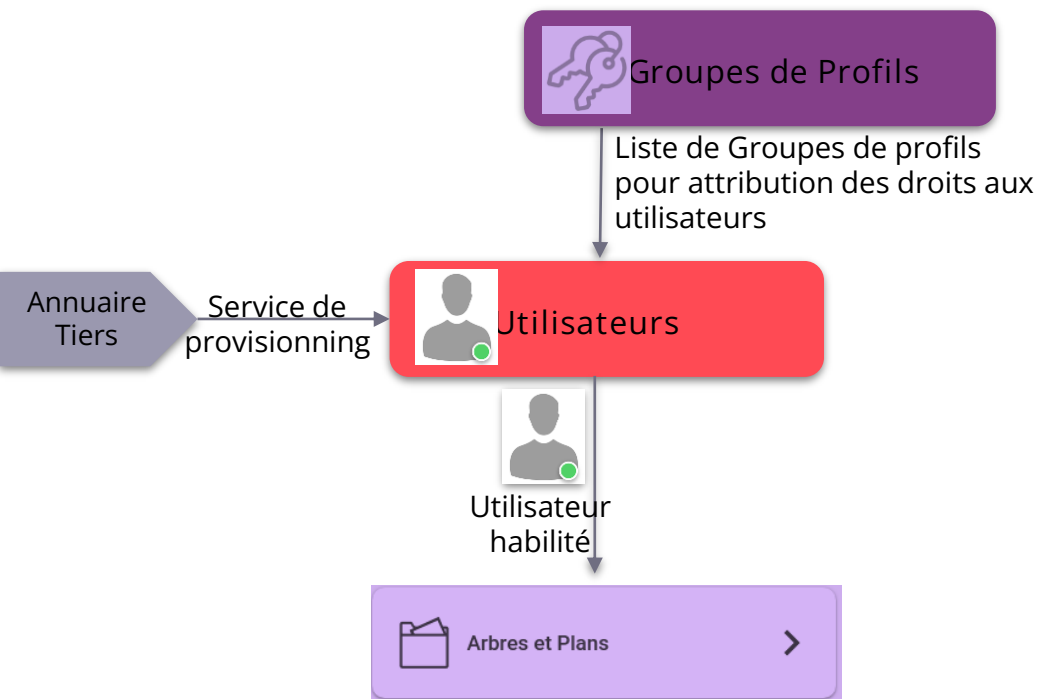 Groupes de Profils
Liste de Groupes de profils
pour attribution des droits aux
utilisateurs
Annuaire
Tiers
Service de
provisionning
Utilisateurs
Utilisateur
habilité
Arbres et Plans